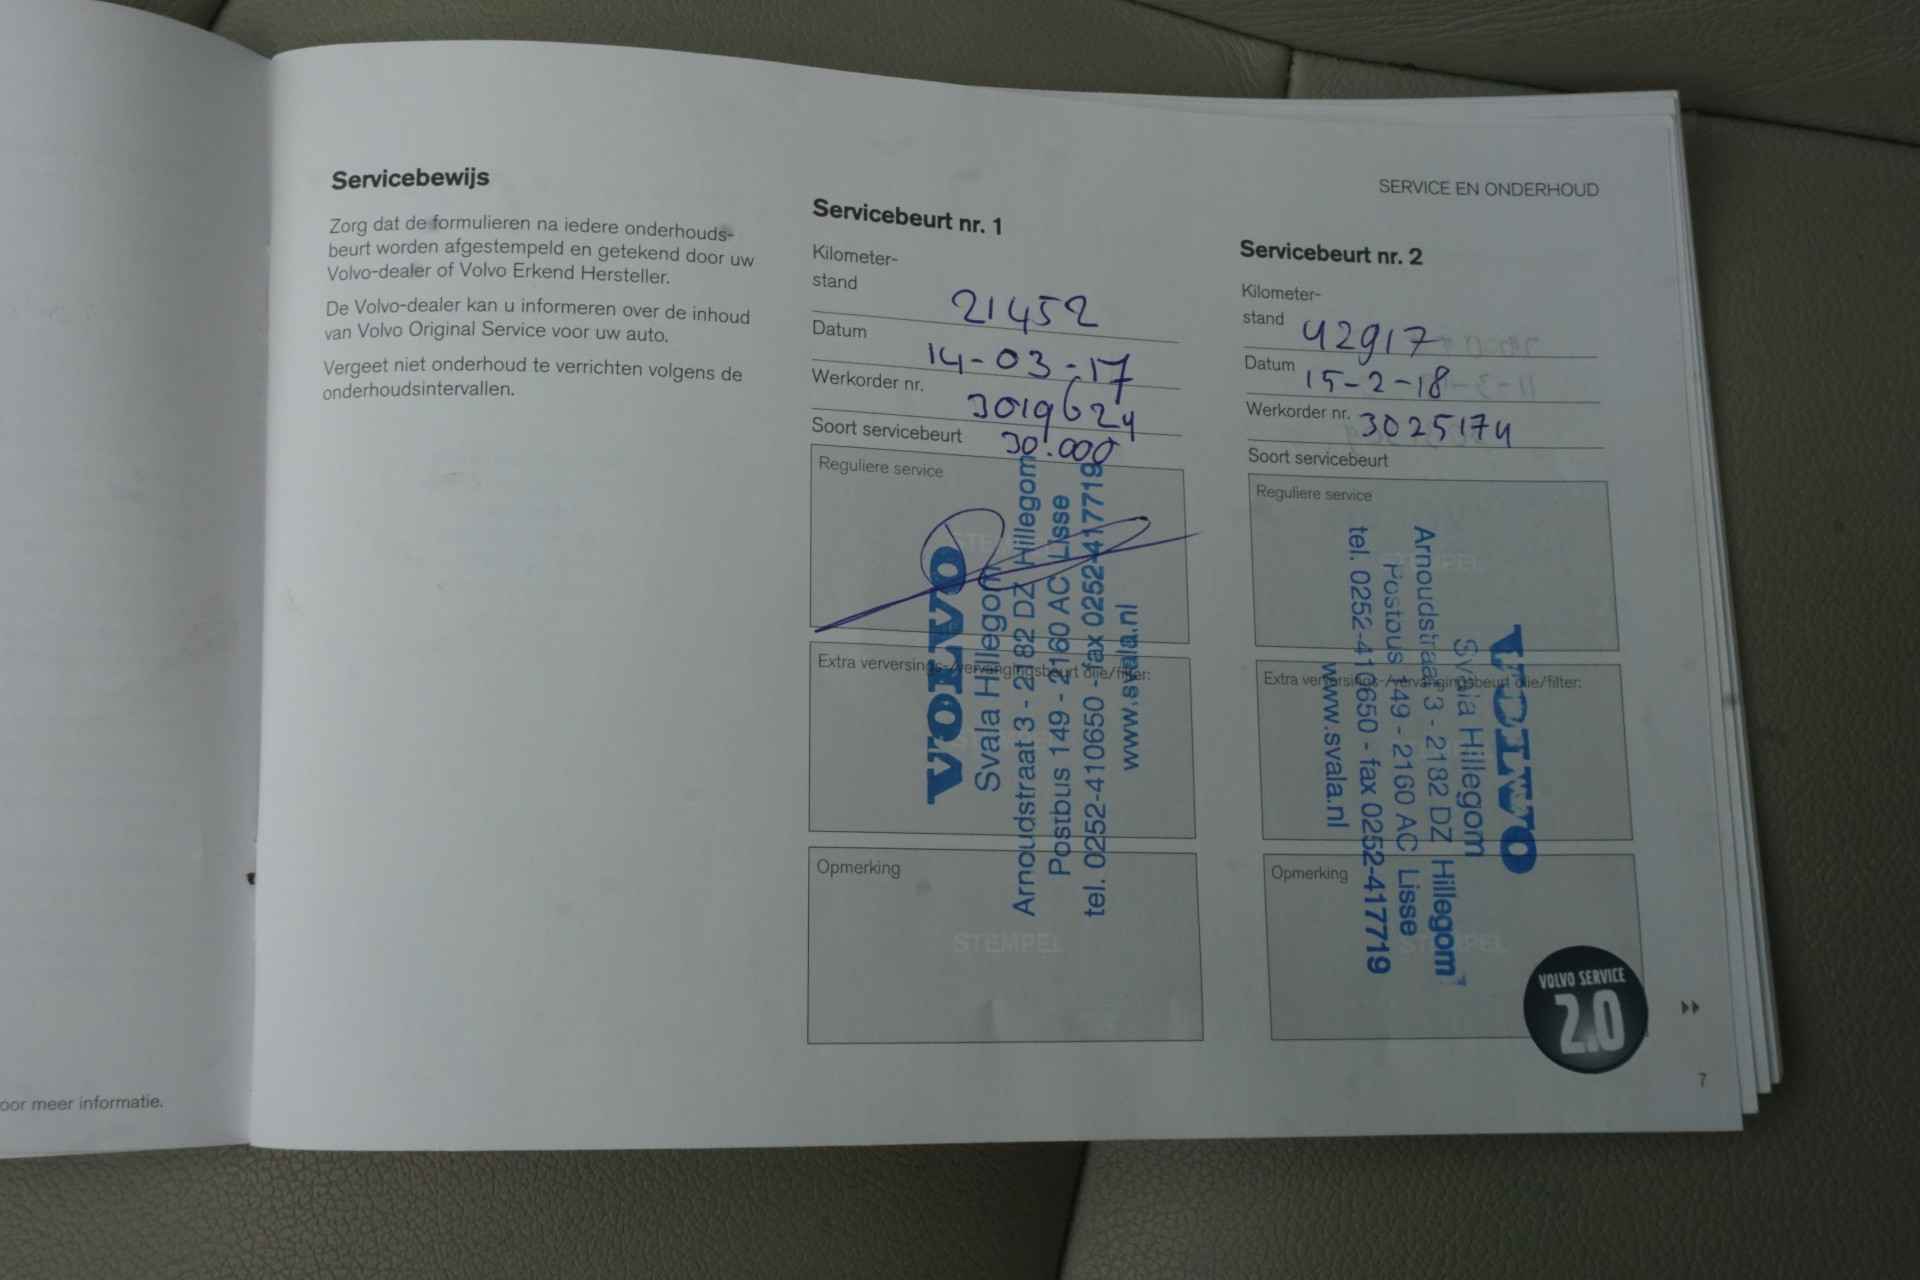 Servicebewijs
Zorg dat de formulieren na iedere onderhouds-
beurt worden afgestempeld en getekend door uw
Volvo-dealer of Volvo Erkend Hersteller.
De Volvo-dealer kan u informeren over de inhoud
van Volvo Original Service voor uw auto.
Vergeet niet onderhoud te verrichten volgens de
onderhoudsintervallen.
oor meer informatie.
Servicebeurt nr. 1
Kilometer-
stand
21452
Datum 14-03-17
Werkorder nr. 3019624
Soort servicebeurt 30.000
Reguliere service
Extra verversings-/vervangingsbeurt olie/filter:
Opmerking
STEMPEL
VOLVO
Svala Hillegom
Arnoudstraat 3 - 2182 DZ Hillegom
Postbus 149 - 2160 AC Lisse
tel. 0252-410650 - fax 0252-417719
www.svala.nl
SERVICE EN ONDERHOUD
Servicebeurt nr. 2
Kilometer-
stand 42917
Datum 15-2-18
Werkorder nr. 3025174
Soort servicebeurt
Reguliere service
STEMPEL
Extra verversings-/vervangingsbeurt olie/filter:
Opmerking
STEMPEL
VOLVO
Svala Hillegom
Arnoudstraat 3 - 2182 DZ Hillegom
Postbus 149 - 2160 AC Lisse
tel. 0252-410650 - fax 0252-417719
www.svala.nl
VOLVO SERVICE
2.0
7